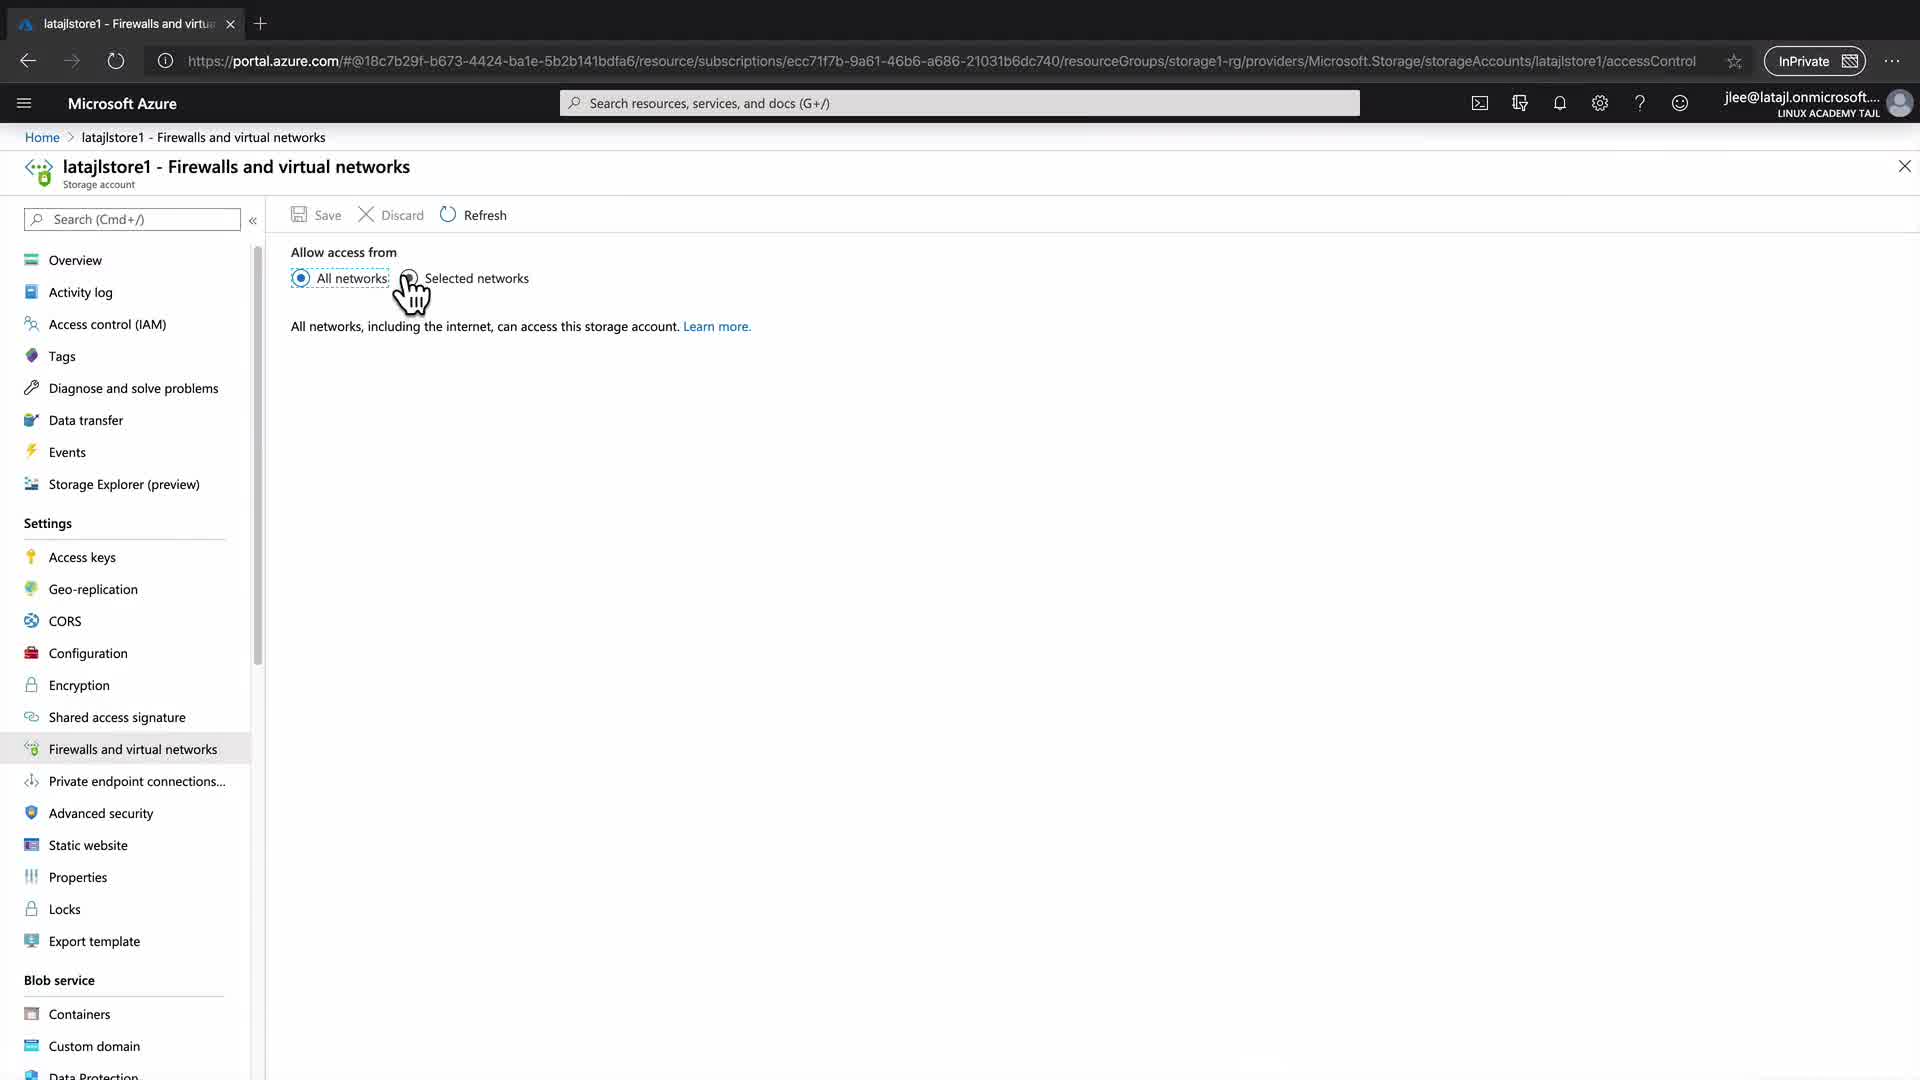 latajlstore1 - Firewalls and virtu
https://portal.azure.com/#@18c7b29f-b673-4424-ba1e-5b2b141bdfa6/resource/subscriptions/ecc71f7b-9a61-46b6-a686-21031b6dc740/resourceGroups/storage1-rg/providers/Microsoft.Storage/storageAccounts/latajlstore1/accessControl
InPrivate
Microsoft Azure
Search resources, services, and docs (G+/)
jlee@latajl.onmicrosoft....
LINUX ACADEMY TAJL
Home > latajlstore1 - Firewalls and virtual networks
latajlstore1 - Firewalls and virtual networks
Storage account
Search (Cmd+/)
«
Save
Discard
Refresh
Overview
Activity log
Access control (IAM)
Tags
Diagnose and solve problems
Data transfer
Events
Storage Explorer (preview)
Settings
Access keys
Geo-replication
CORS
Configuration
Encryption
Shared access signature
Firewalls and virtual networks
Private endpoint connections...
Advanced security
Static website
Properties
Locks
Export template
Blob service
Containers
Custom domain
Data Protection
Allow access from
All networks
Selected networks
All networks, including the internet, can access this storage account. Learn more.